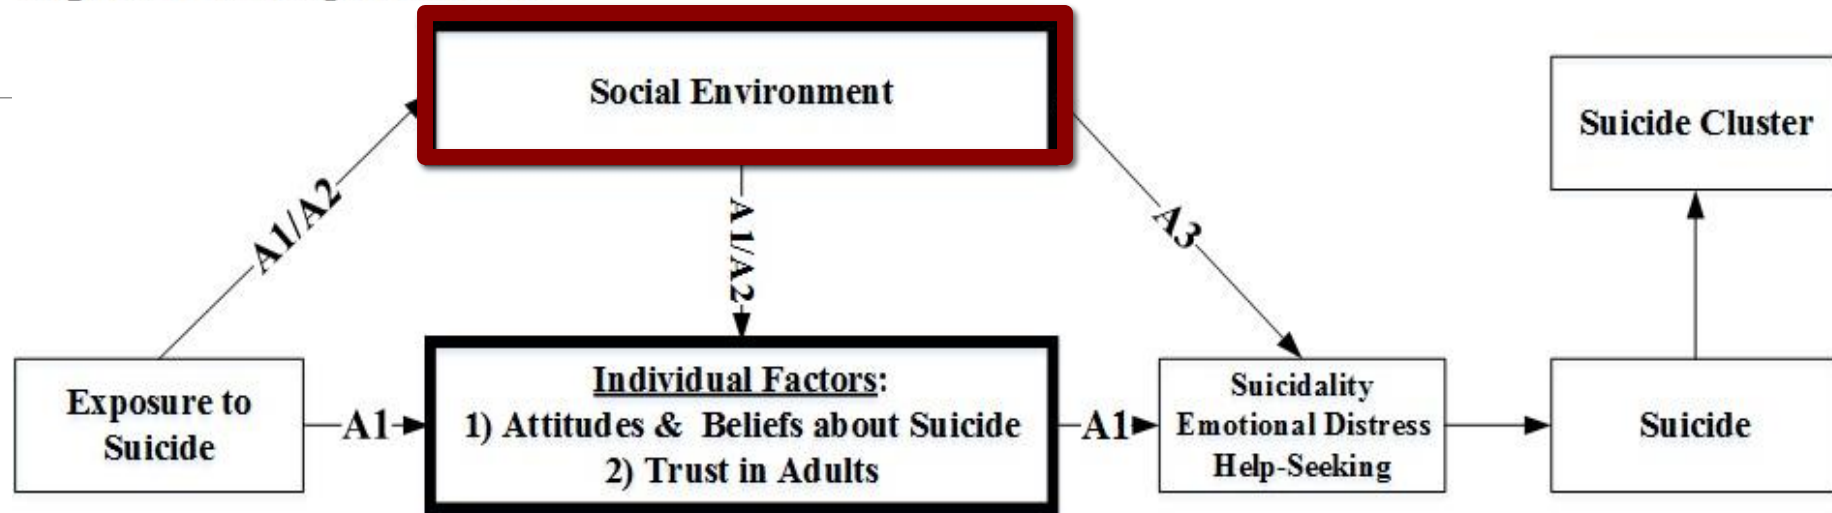 Social Environment
Suicide Cluster
A1/A2
A1/A2
A3
Exposure to
Suicide
A1
Individual Factors:
1) Attitudes & Beliefs about Suicide
2) Trust in Adults
A1
Suicidality
Emotional Distress
Help-Seeking
Suicide